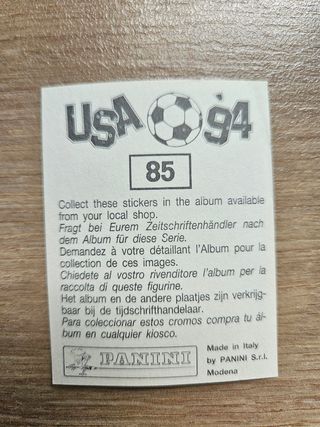 USA '94
85
Collect these stickers in the album available
from your local shop.
Fragt bei Eurem Zeitschriftenhändler nach
dem Album für diese Serie.
Demandez à votre détaillant l'Album pour la
collection de ces images.
Chiedete al vostro rivenditore l'album per la
raccolta di queste figurine.
Het album en de andere plaatjes zijn verkrijg-
baar bij de tijdschrifthandelaar.
Para coleccionar estos cromos compra tu ál-
bum en cualquier kiosco.
PANINI
Made in Italy
by PANINI S.r.l.
Modena